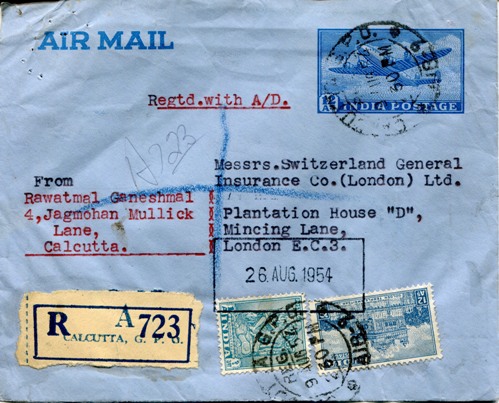 AIR MAIL
INDIA POSTAGE
Regtd.with A/D.
A723
Messrs.Switzerland General
Insurance Co.(London) Ltd.
Plantation House "D",
Mincing Lane,
London E.C.3.
From
Rawatmal Ganeshmal
4,Jagmohan Mullick
Lane,
Calcutta.
26 AUG. 1954
R A 723
CALCUTTA, G. P. O.